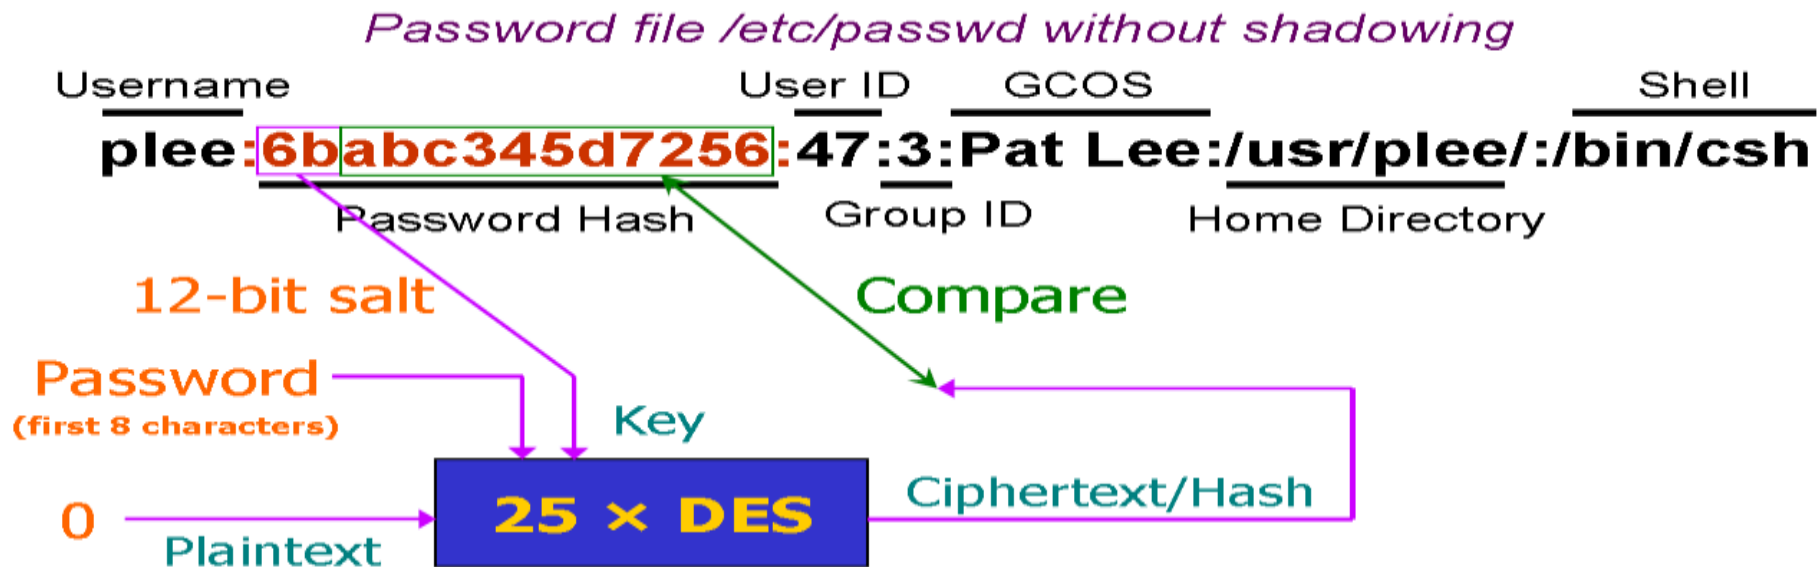 Password file /etc/passwd without shadowing
Username User ID GCOS Shell
plee:6babc345d7256:47:3:Pat Lee:/usr/plee/:/bin/csh
Password Hash Group ID Home Directory
12-bit salt Compare
Password
(first 8 characters)
Key
25 × DES
Ciphertext/Hash
0
Plaintext